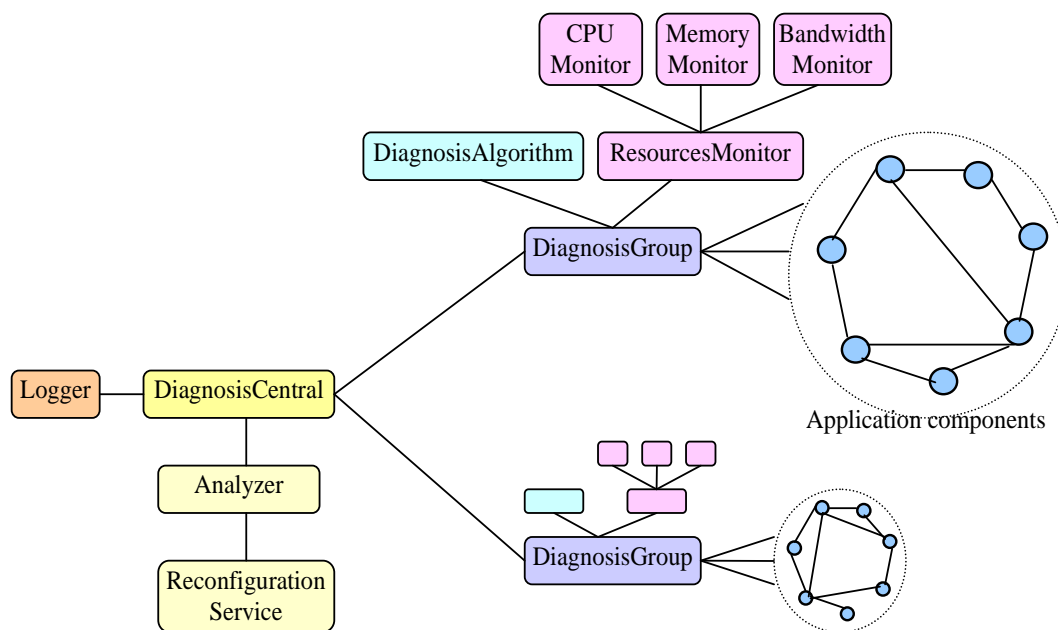 CPU
Monitor
Memory
Monitor
Bandwidth
Monitor
DiagnosisAlgorithm
ResourcesMonitor
DiagnosisGroup
Logger
DiagnosisCentral
Application components
Analyzer
DiagnosisGroup
Reconfiguration
Service